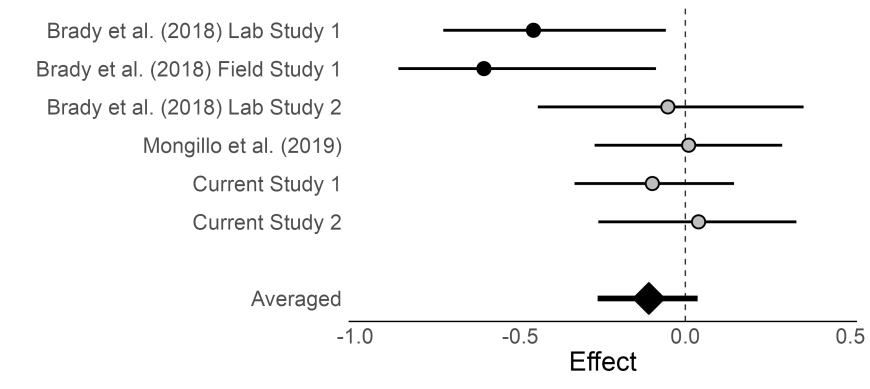 Brady et al. (2018) Lab Study 1
Brady et al. (2018) Field Study 1
Brady et al. (2018) Lab Study 2
Mongillo et al. (2019)
Current Study 1
Current Study 2
Averaged
-1.0 -0.5 0.0 0.5
Effect